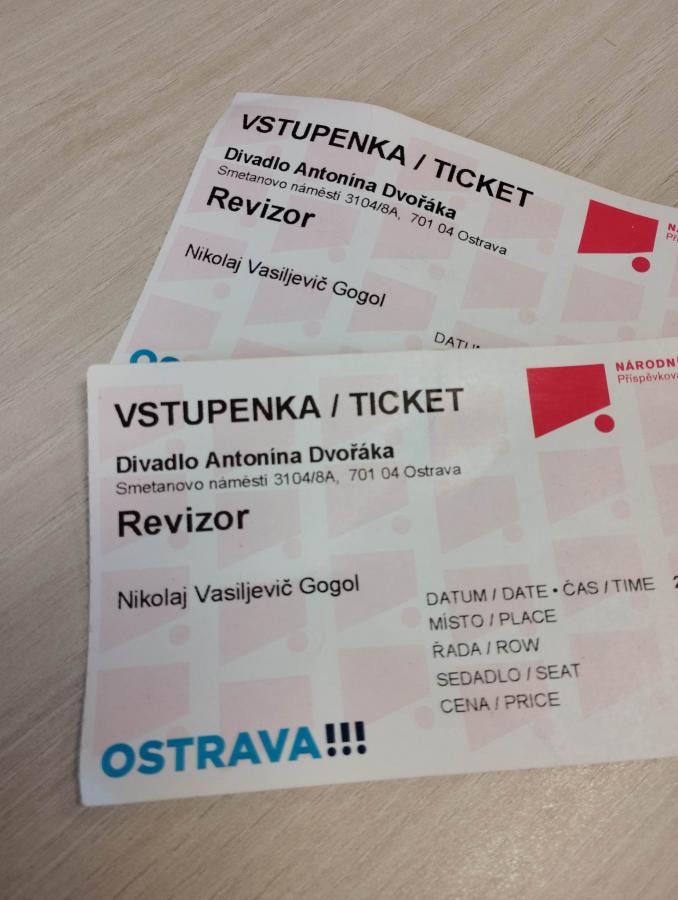 VSTUPENKA / TICKET
Divadlo Antonína Dvořáka
Smetanovo náměstí 3104/8A, 701 04 Ostrava
Revizor
Nikolaj Vasiljevič Gogol
VSTUPENKA / TICKET
Divadlo Antonína Dvořáka
Smetanovo náměstí 3104/8A, 701 04 Ostrava
Revizor
Nikolaj Vasiljevič Gogol
NÁRODN
Příspěvkov
DATUM / DATE • ČAS / TIME
MÍSTO / PLACE
ŘADA / ROW
SEDADLO / SEAT
CENA / PRICE
OSTRAVA!!!